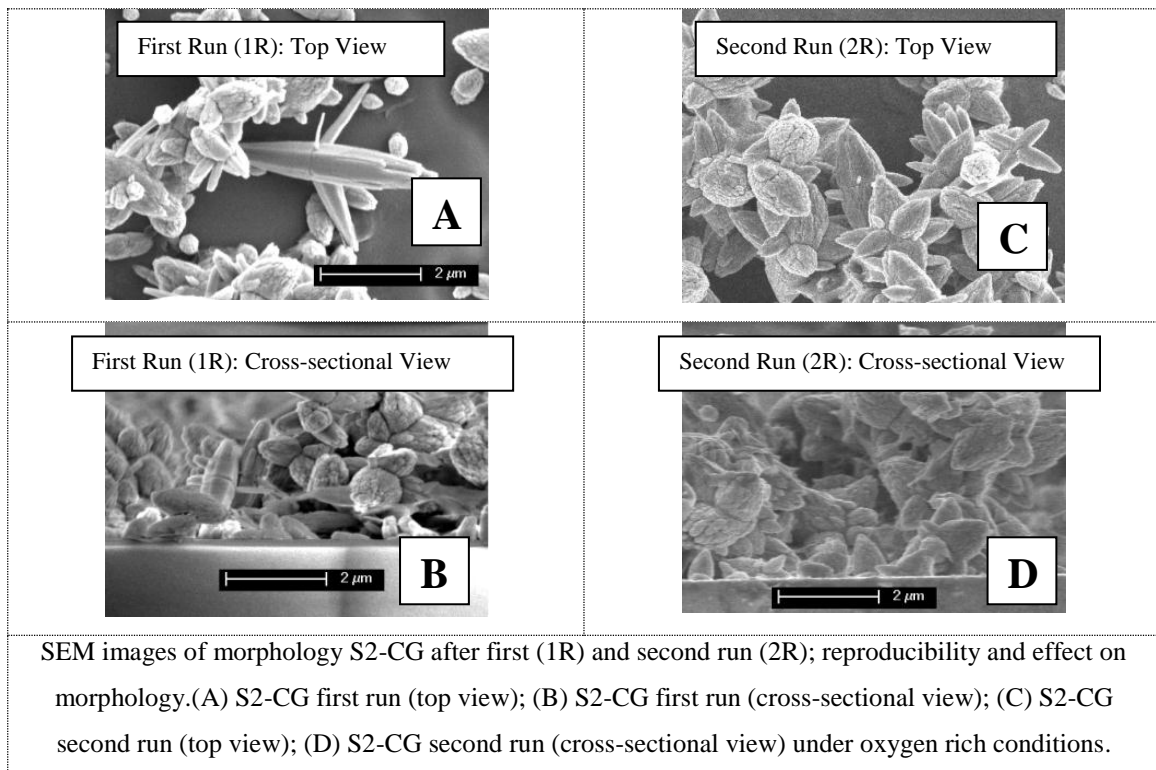 First Run (1R): Top View
A
2 μm
Second Run (2R): Top View
C
First Run (1R): Cross-sectional View
B
2 μm
Second Run (2R): Cross-sectional View
D
2 μm
SEM images of morphology S2-CG after first (1R) and second run (2R); reproducibility and effect on
morphology.(A) S2-CG first run (top view); (B) S2-CG first run (cross-sectional view); (C) S2-CG
second run (top view); (D) S2-CG second run (cross-sectional view) under oxygen rich conditions.